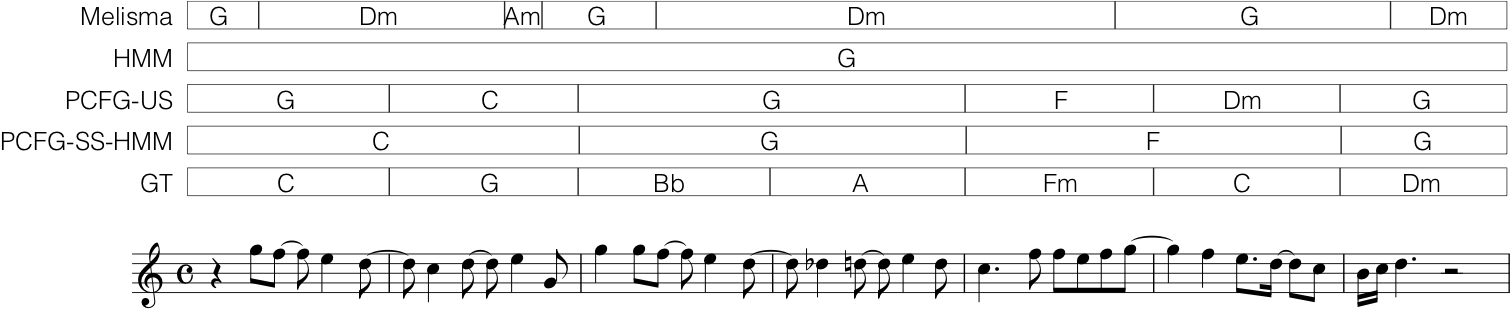 Melisma G Dm Am G Dm G Dm
HMM G
PCFG-US G C G F Dm G
PCFG-SS-HMM C G F G
GT C G Bb A Fm C Dm